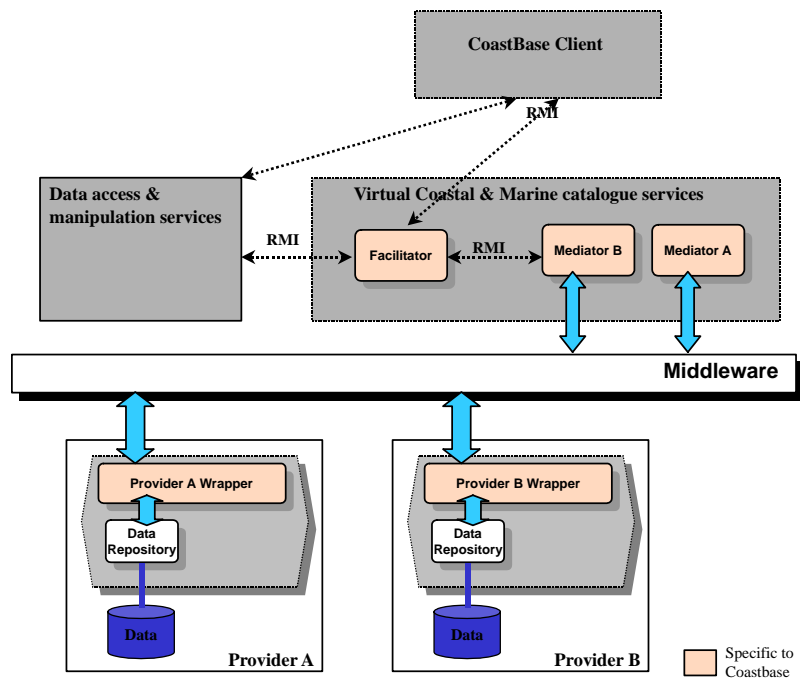 CoastBase Client
RMI
Data access &
manipulation services
Virtual Coastal & Marine catalogue services
RMI
Facilitator
RMI
Mediator B
Mediator A
Middleware
Provider A Wrapper
Data
Repository
Data
Provider A
Provider B Wrapper
Data
Repository
Data
Provider B
Specific to
Coastbase